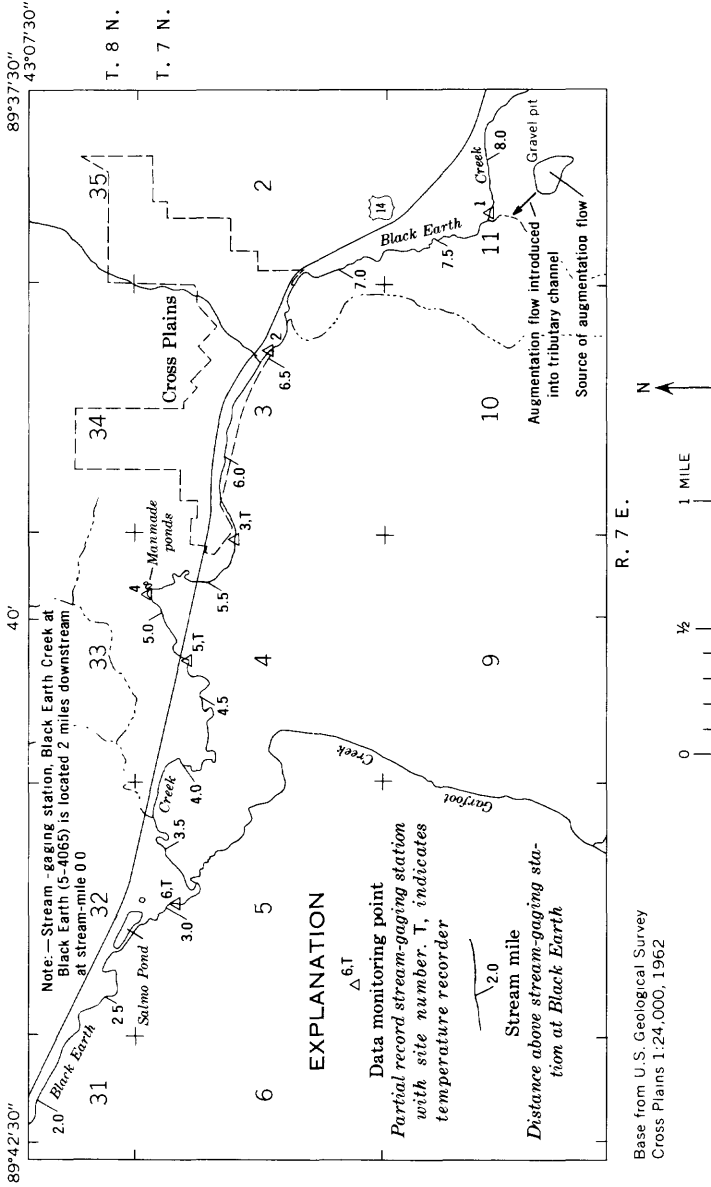 89°42'30"
40'
89°37'30"
43°07'30"
T. 8 N.
T. 7 N.
Note:—Stream-gaging station, Black Earth Creek at
Black Earth (5-4065) is located 2 miles downstream
at stream-mile 0.0
31
32
33
34
35
2.0
Black Earth
2.5
Salmo Pond
3.0
6,T
3.5
Creek
4.0
4.5
5,T
5.0
4
Manmade
ponds
5.5
3,T
6.0
Cross Plains
6.5
2
7.0
14
Black Earth
Creek
7.5
1
8.0
6
5
4
3
2
9
10
11
Garfoot
Creek
Gravel pit
Augmentation flow introduced
into tributary channel
Source of augmentation flow
EXPLANATION
6,T
Data monitoring point
Partial record stream-gaging station
with site number. T, indicates
temperature recorder
2.0
Stream mile
Distance above stream-gaging sta-
tion at Black Earth
R. 7 E.
N
0
½
1 MILE
Base from U.S. Geological Survey
Cross Plains 1:24,000, 1962